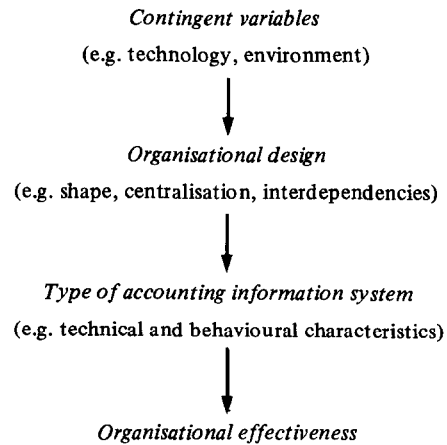 Contingent variables
(e.g. technology, environment)
Organisational design
(e.g. shape, centralisation, interdependencies)
Type of accounting information system
(e.g. technical and behavioural characteristics)
Organisational effectiveness